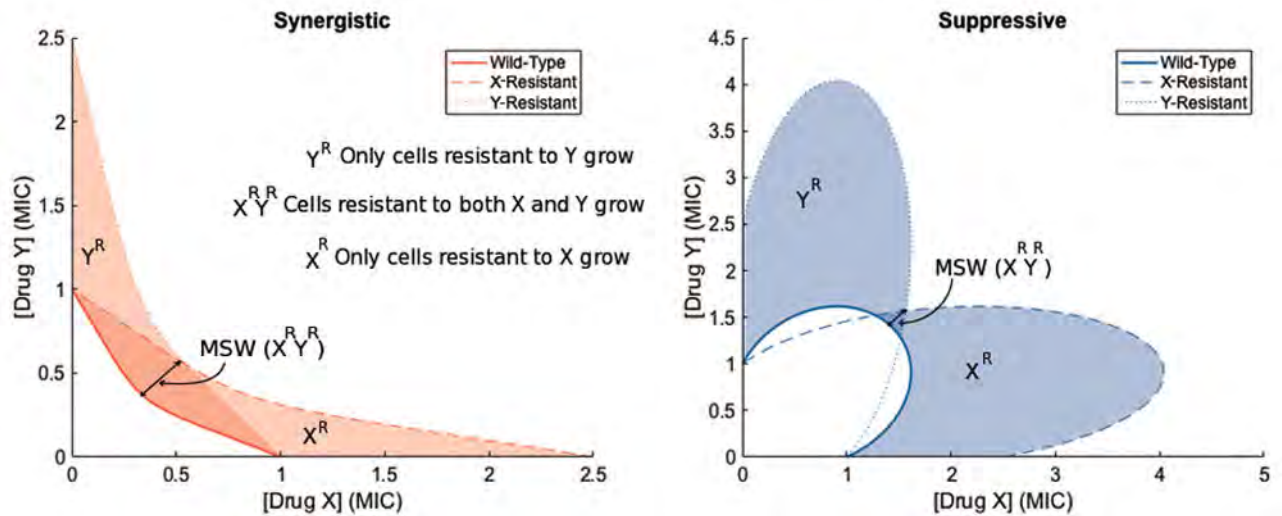 Synergistic
2.5
2
1.5
1
0.5
0
0
0.5
1
1.5
2
2.5
[Drug Y] (MIC)
[Drug X] (MIC)
Wild-Type
X-Resistant
Y-Resistant
Y^R Only cells resistant to Y grow
X^R Y^R Cells resistant to both X and Y grow
X^R Only cells resistant to X grow
Y^R
MSW (X^R Y^R)
X^R
Suppressive
4.5
4
3.5
3
2.5
2
1.5
1
0.5
0
0
1
2
3
4
5
[Drug Y] (MIC)
[Drug X] (MIC)
Wild-Type
X-Resistant
Y-Resistant
Y^R
MSW (X^R Y^R)
X^R